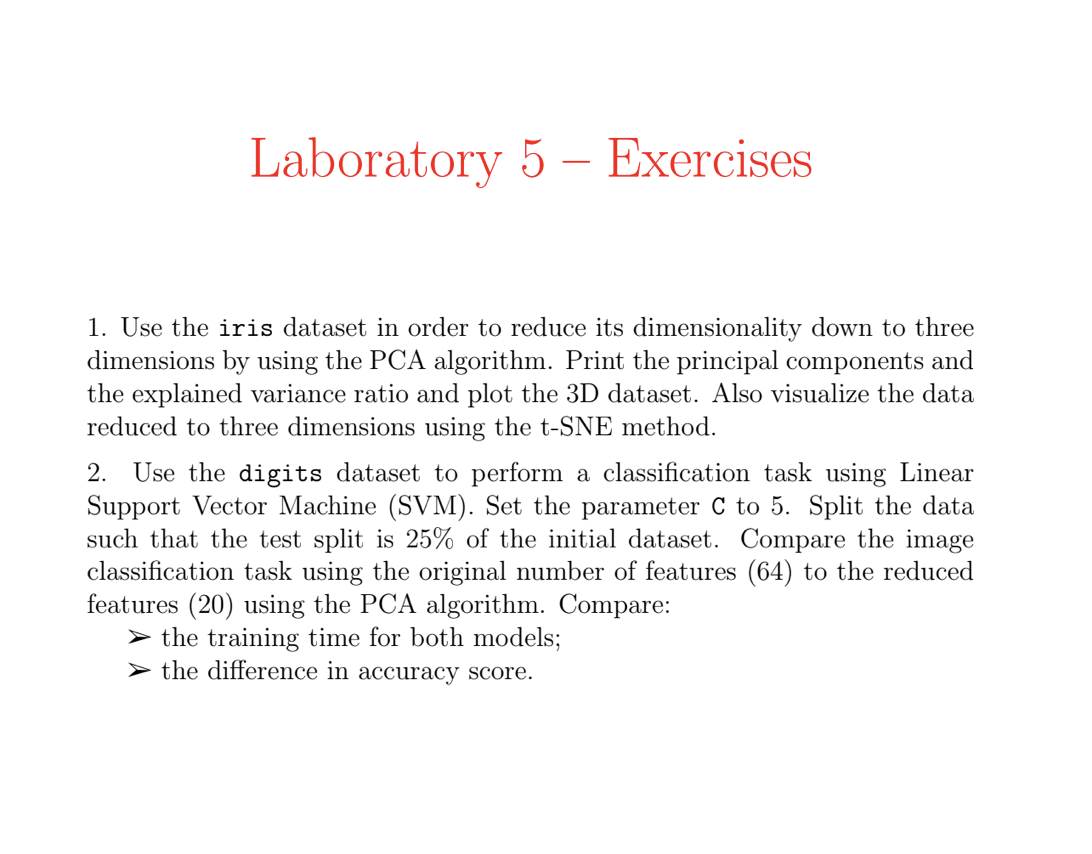 Laboratory 5 – Exercises
1. Use the iris dataset in order to reduce its dimensionality down to three
dimensions by using the PCA algorithm. Print the principal components and
the explained variance ratio and plot the 3D dataset. Also visualize the data
reduced to three dimensions using the t-SNE method.
2. Use the digits dataset to perform a classification task using Linear
Support Vector Machine (SVM). Set the parameter C to 5. Split the data
such that the test split is 25% of the initial dataset. Compare the image
classification task using the original number of features (64) to the reduced
features (20) using the PCA algorithm. Compare:
➢ the training time for both models;
➢ the difference in accuracy score.